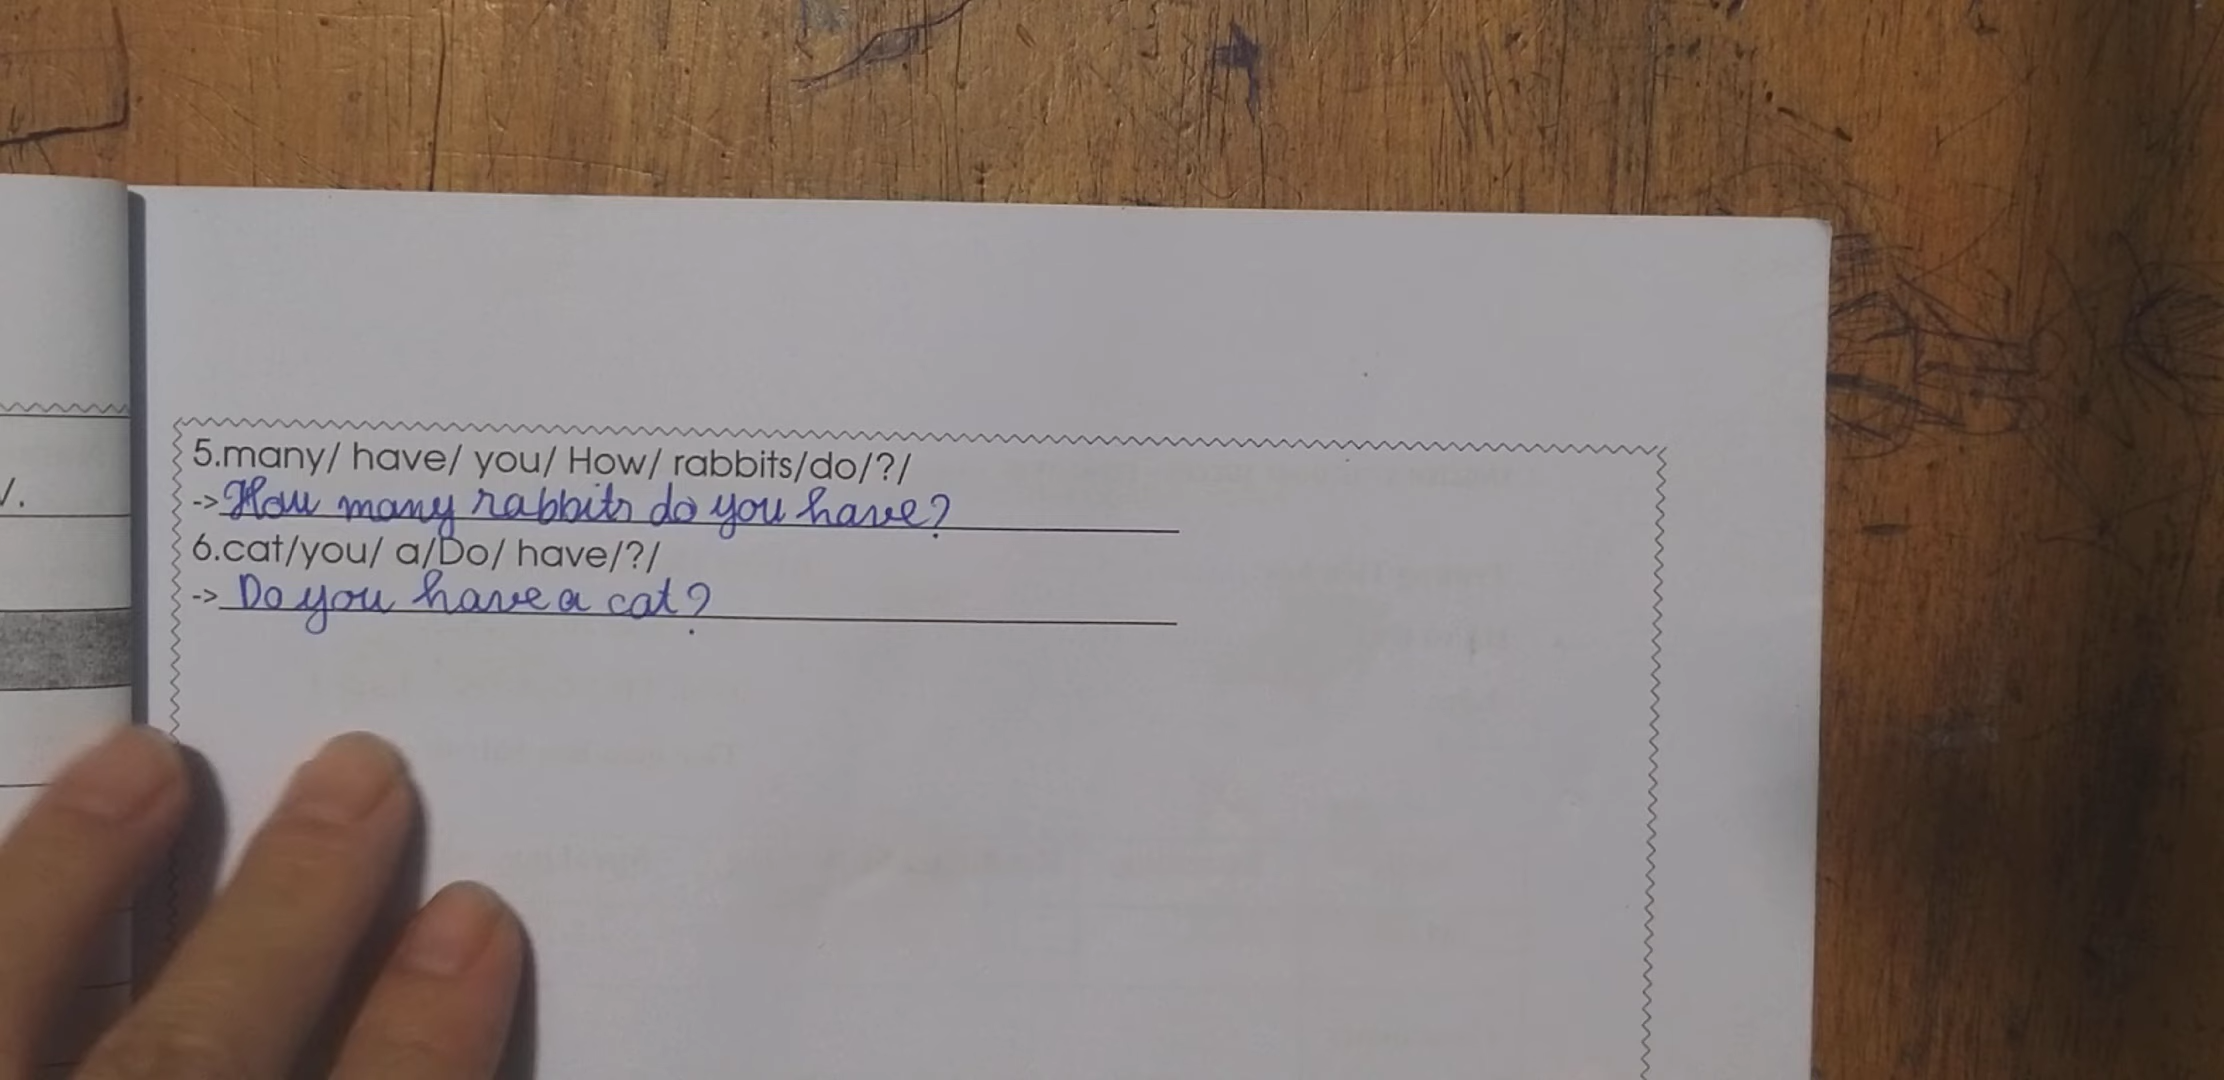 5.many/ have/ you/ How/ rabbits/do/?/
->How many rabbits do you have?
6.cat/you/ a/Do/ have/?/
->Do you have a cat?